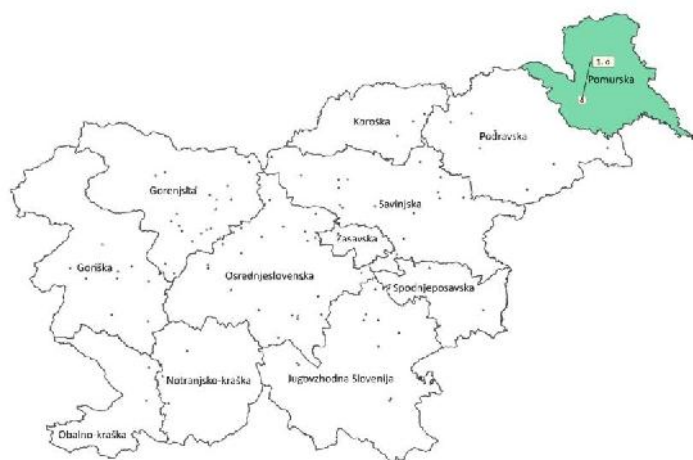 Pomurska
Koroška
Podravska
Gorenjska
Savinjska
Zasavska
Goriška
Osrednjeslovenska
Spodnjeposavska
Notranjsko-kraška
Jugovzhodna Slovenija
Obalno-kraška